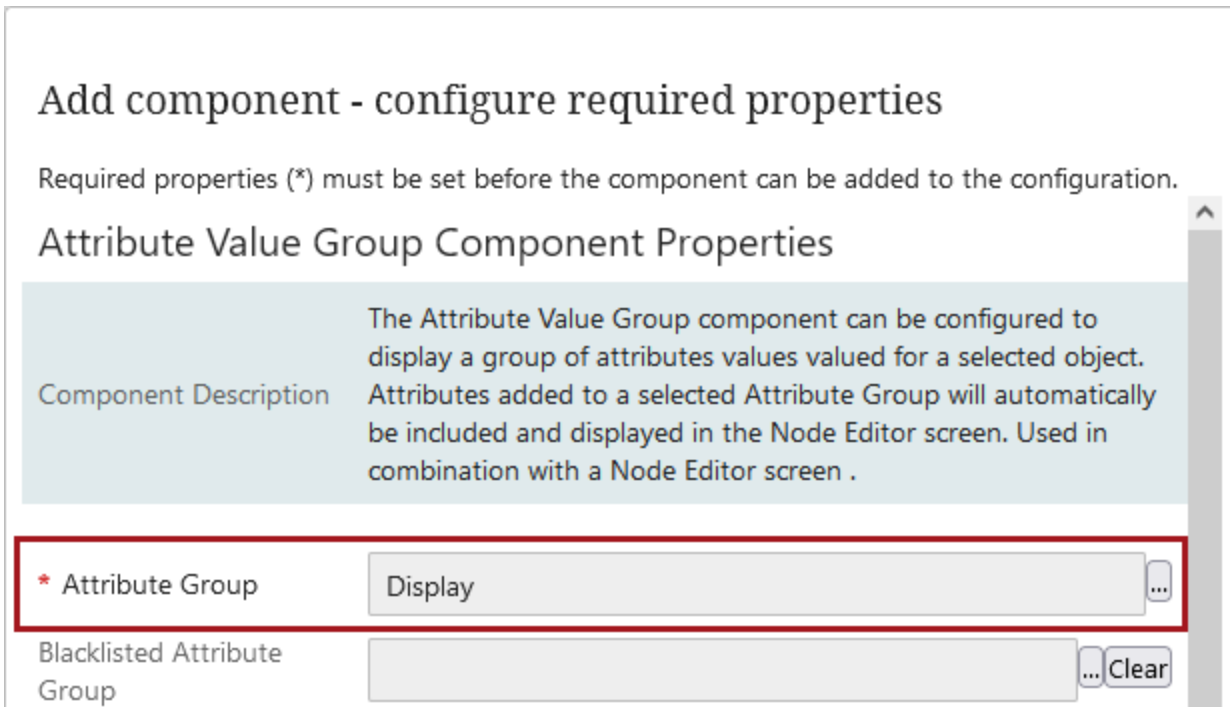 Add component - configure required properties
Required properties (*) must be set before the component can be added to the configuration.
Attribute Value Group Component Properties
Component Description
The Attribute Value Group component can be configured to
display a group of attributes values valued for a selected object.
Attributes added to a selected Attribute Group will automatically
be included and displayed in the Node Editor screen. Used in
combination with a Node Editor screen .
* Attribute Group
Display
...
Blacklisted Attribute
Group
...
Clear